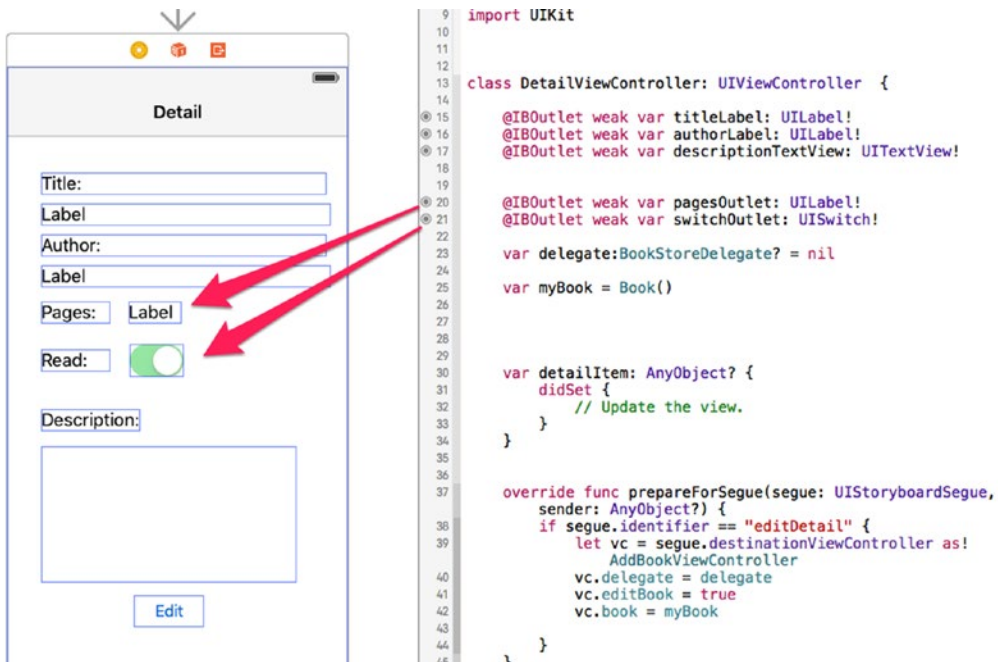 Detail
Title:
Label
Author:
Label
Pages: Label
Read:
Description:
Edit
9 import UIKit
10
11
12
13 class DetailViewController: UIViewController {
14
15 @IBOutlet weak var titleLabel: UILabel!
16 @IBOutlet weak var authorLabel: UILabel!
17 @IBOutlet weak var descriptionTextView: UITextView!
18
19
20 @IBOutlet weak var pagesOutlet: UILabel!
21 @IBOutlet weak var switchOutlet: UISwitch!
22
23 var delegate:BookStoreDelegate? = nil
24
25 var myBook = Book()
26
27
28
29
30 var detailItem: AnyObject? {
31 didSet {
32 // Update the view.
33 }
34 }
35
36
37 override func prepareForSegue(segue: UIStoryboardSegue,
sender: AnyObject?) {
38 if segue.identifier == "editDetail" {
39 let vc = segue.destinationViewController as!
AddBookViewController
40 vc.delegate = delegate
41 vc.editBook = true
42 vc.book = myBook
43
44 }
45 }